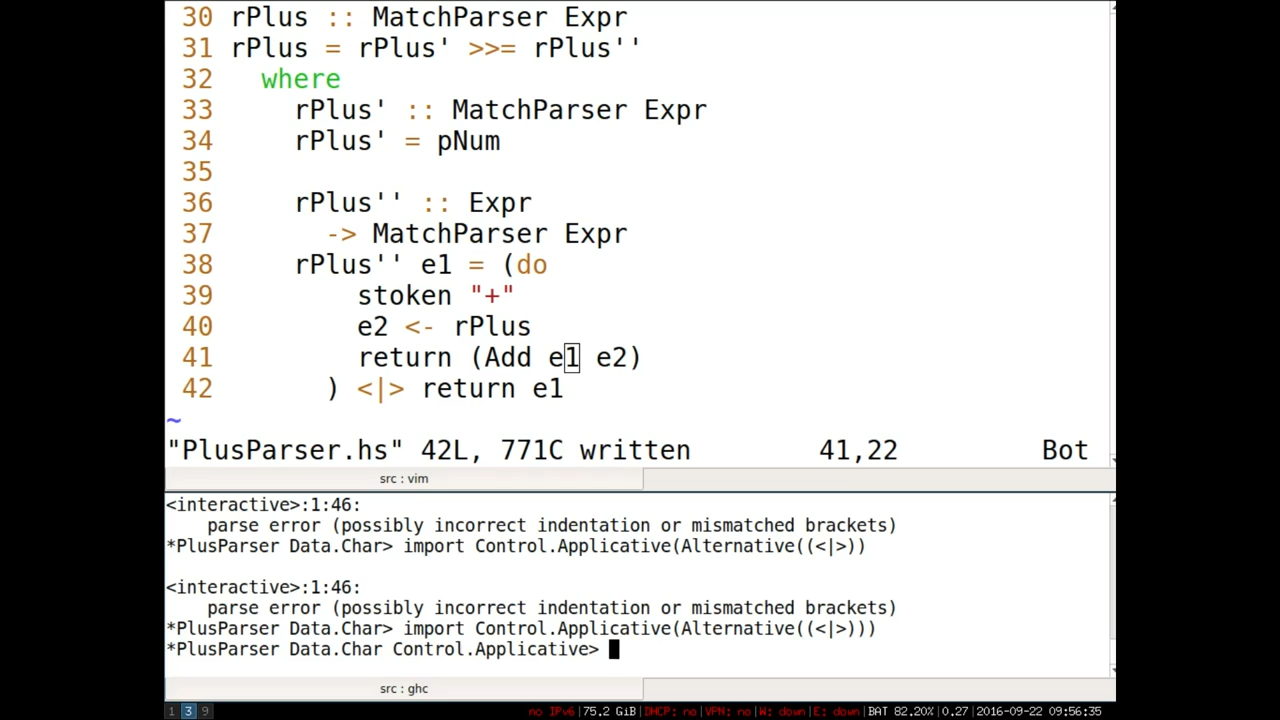 30 rPlus :: MatchParser Expr
31 rPlus = rPlus' >>= rPlus''
32   where
33     rPlus' :: MatchParser Expr
34     rPlus' = pNum
35
36     rPlus'' :: Expr
37       -> MatchParser Expr
38     rPlus'' e1 = (do
39         stoken "+"
40         e2 <- rPlus
41         return (Add e1 e2)
42       ) <|> return e1
~
"PlusParser.hs" 42L, 771C written 41,22 Bot
src : vim
<interactive>:1:46:
    parse error (possibly incorrect indentation or mismatched brackets)
*PlusParser Data.Char> import Control.Applicative(Alternative((<|>))

<interactive>:1:46:
    parse error (possibly incorrect indentation or mismatched brackets)
*PlusParser Data.Char> import Control.Applicative(Alternative((<|>)))
*PlusParser Data.Char Control.Applicative>
src : ghc
1 3 9 no IPv6|75.2 GiB|DHCP: no|VPN: no|W: down|E: down|BAT 82.20%|0.27 |2016-09-22 09:56:35